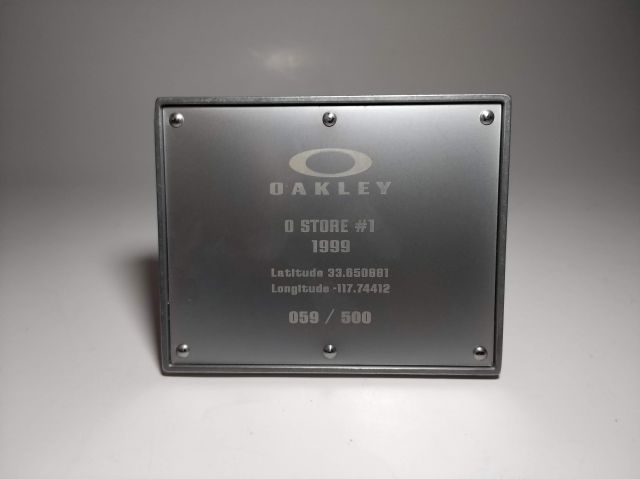 OAKLEY
O STORE #1
1999
Latitude 33.650881
Longitude -117.74412
059 / 500